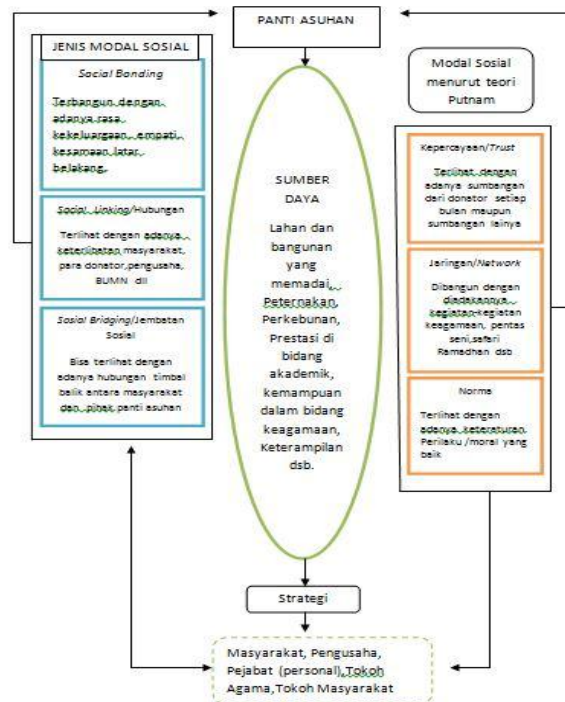 PANTI ASUHAN
JENIS MODAL SOSIAL
Social Bonding
Terbangun dengan
adanya rasa
kekeluargaan, empati,
kesamaan latar
belakang.
Social Linking/Hubungan
Terlihat dengan adanya
keterlibatan masyarakat,
para donator,pengusaha,
BUMN dll
Sosial Bridging/Jembatan
Sosial
Bisa terlihat dengan
adanya hubungan timbal
balik antara masyarakat
dan pihak panti asuhan
SUMBER
DAYA
Lahan dan
bangunan
yang
memadai,
Peternakan,
Perkebunan,
Prestasi di
bidang
akademik,
kemampuan
dalam bidang
keagamaan,
Keterampilan
dsb.
Modal Sosial
menurut teori
Putnam
Kepercayaan/Trust
Terlihat dengan
adanya sumbangan
dari donator setiap
bulan maupun
sumbangan lainya
Jaringan/Network
Dibangun dengan
diadakannya
kegiatan-kegiatan
keagamaan, pentas
seni,safari
Ramadhan dsb
Norma
Terlihat dengan
adanya keteraturan
Perilaku /moral yang
baik
Strategi
Masyarakat, Pengusaha,
Pejabat (personal),Tokoh
Agama,Tokoh Masyarakat